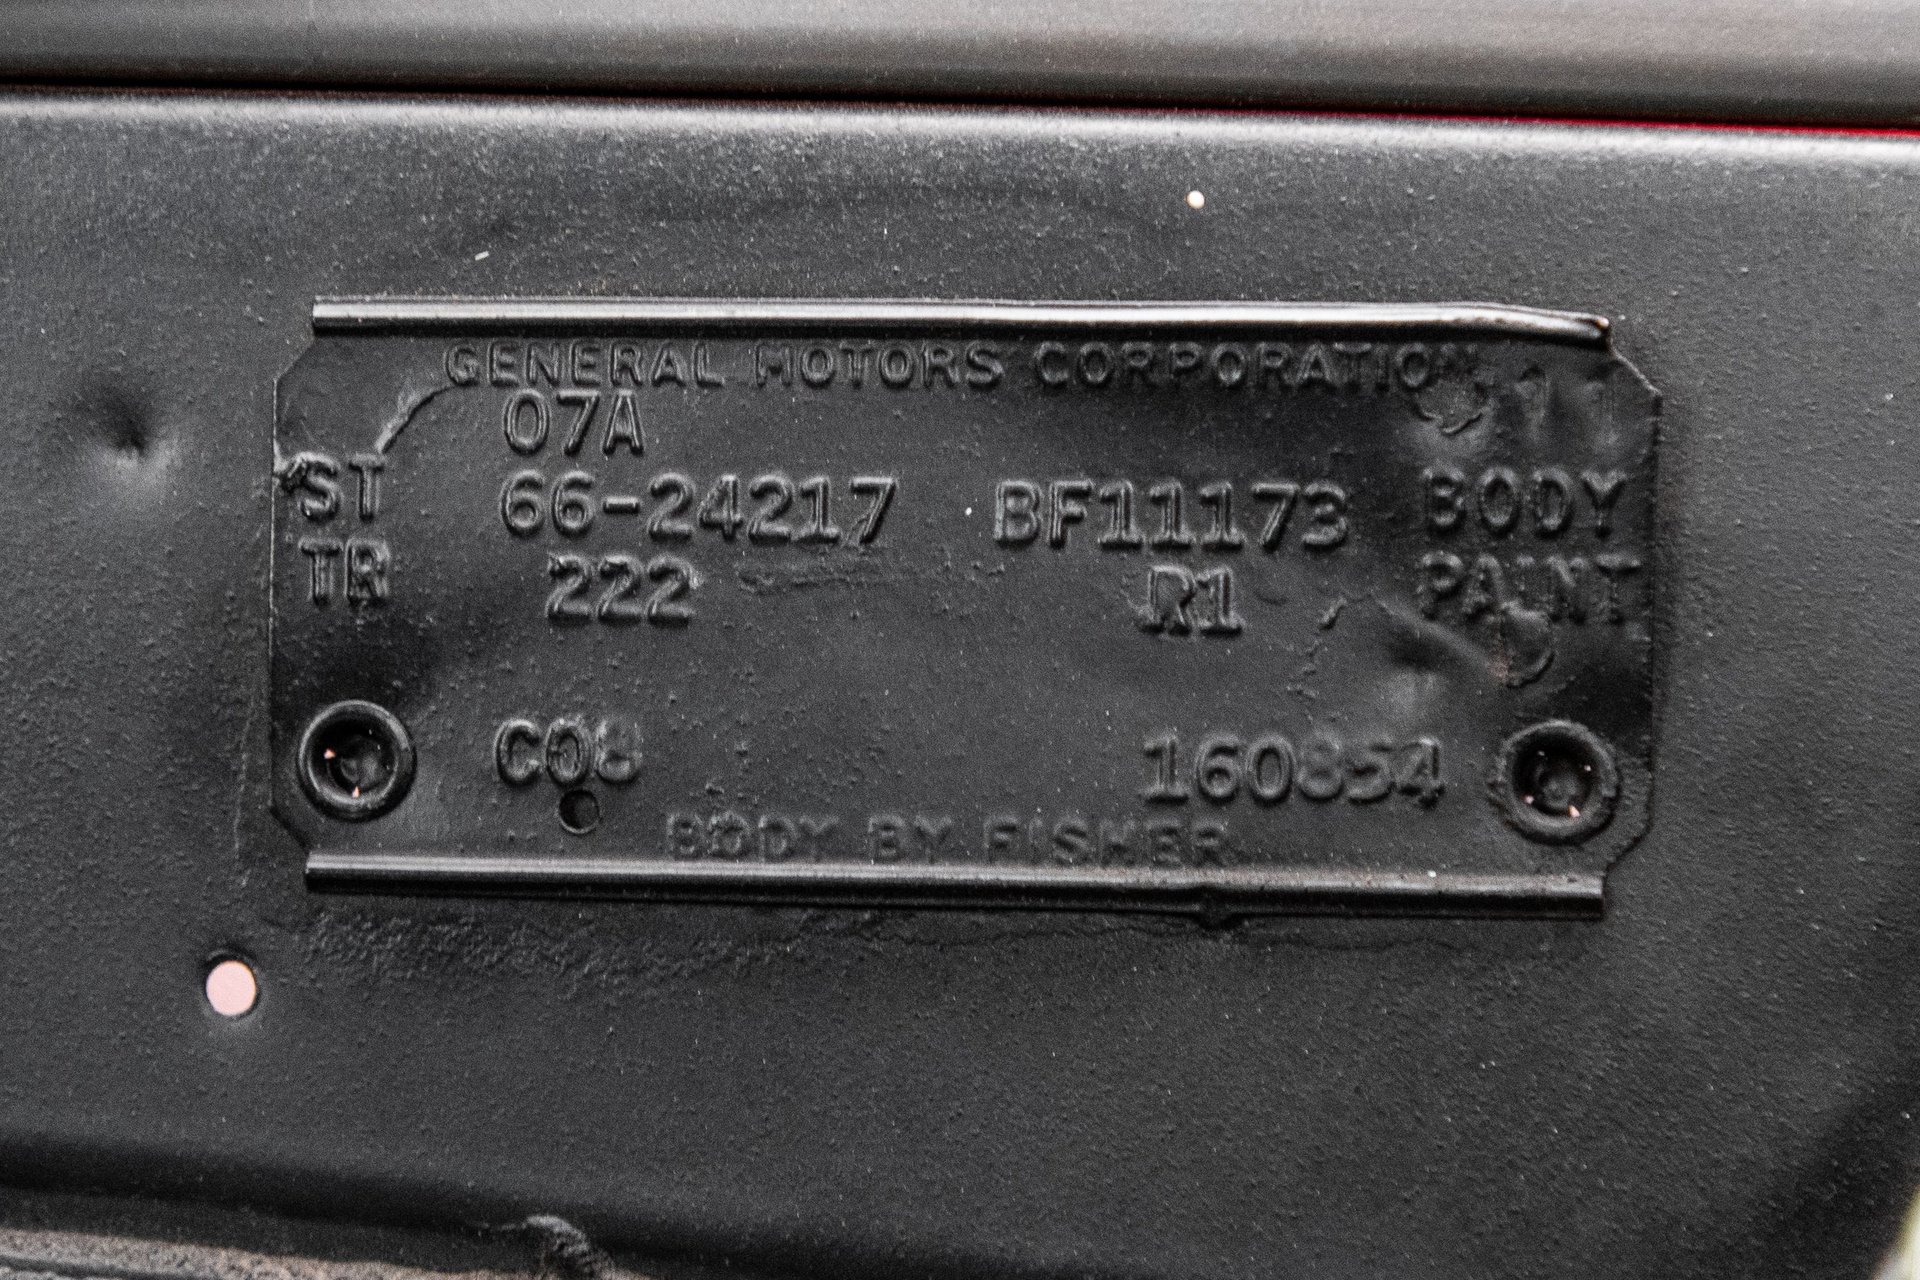 GENERAL MOTORS CORPORATION
07A
ST 66-24217 BF11173 BODY
TR 222 R1 PAINT
C08 160854
BODY BY FISHER